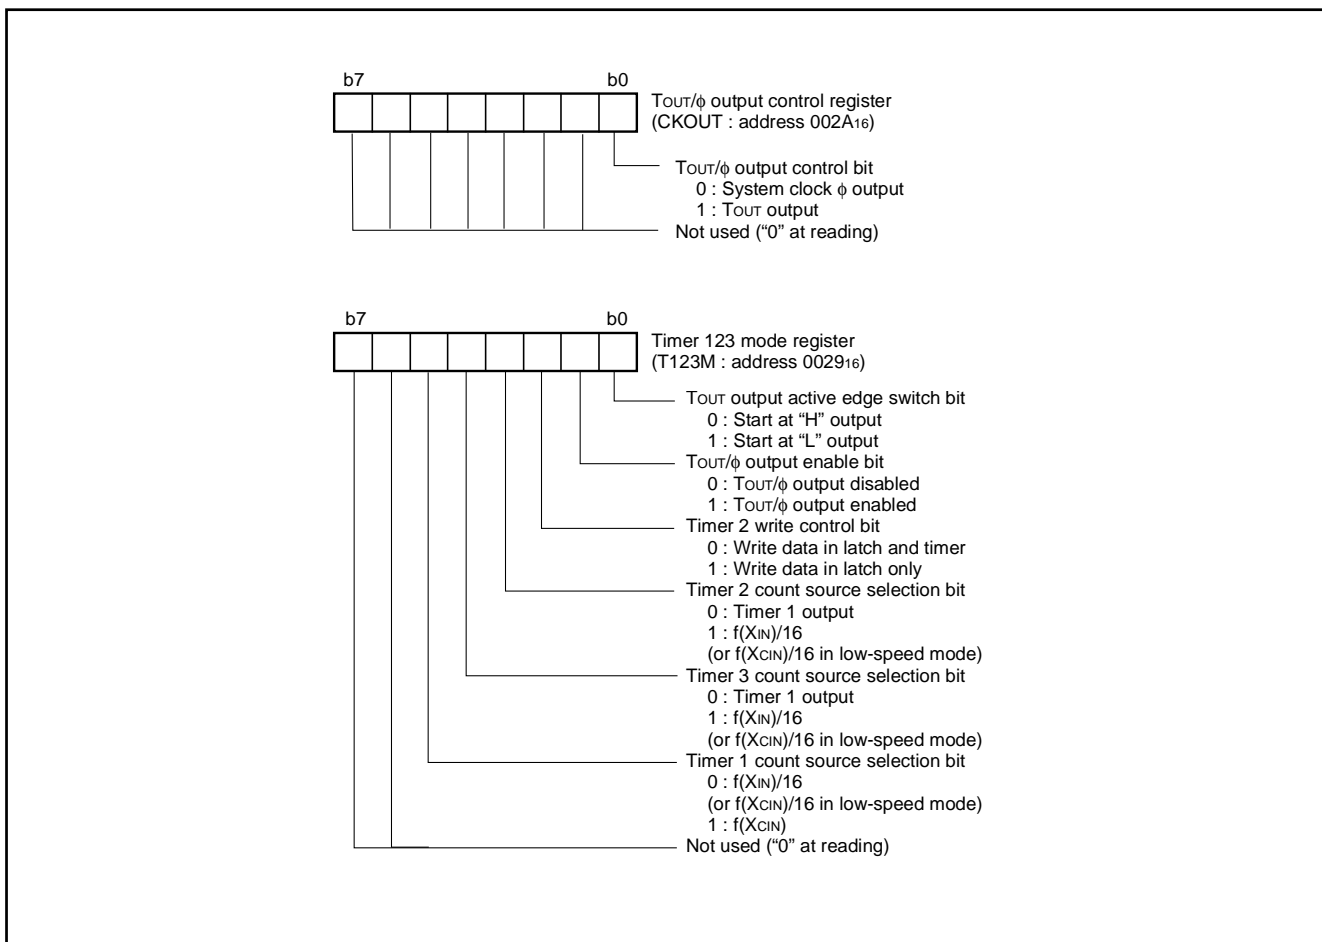 b7 b0
TOUT/ϕ output control register
(CKOUT : address 002A16)
TOUT/ϕ output control bit
0 : System clock ϕ output
1 : TOUT output
Not used (“0” at reading)
b7 b0
Timer 123 mode register
(T123M : address 002916)
TOUT output active edge switch bit
0 : Start at “H” output
1 : Start at “L” output
TOUT/ϕ output enable bit
0 : TOUT/ϕ output disabled
1 : TOUT/ϕ output enabled
Timer 2 write control bit
0 : Write data in latch and timer
1 : Write data in latch only
Timer 2 count source selection bit
0 : Timer 1 output
1 : f(XIN)/16
(or f(XCIN)/16 in low-speed mode)
Timer 3 count source selection bit
0 : Timer 1 output
1 : f(XIN)/16
(or f(XCIN)/16 in low-speed mode)
Timer 1 count source selection bit
0 : f(XIN)/16
(or f(XCIN)/16 in low-speed mode)
1 : f(XCIN)
Not used (“0” at reading)